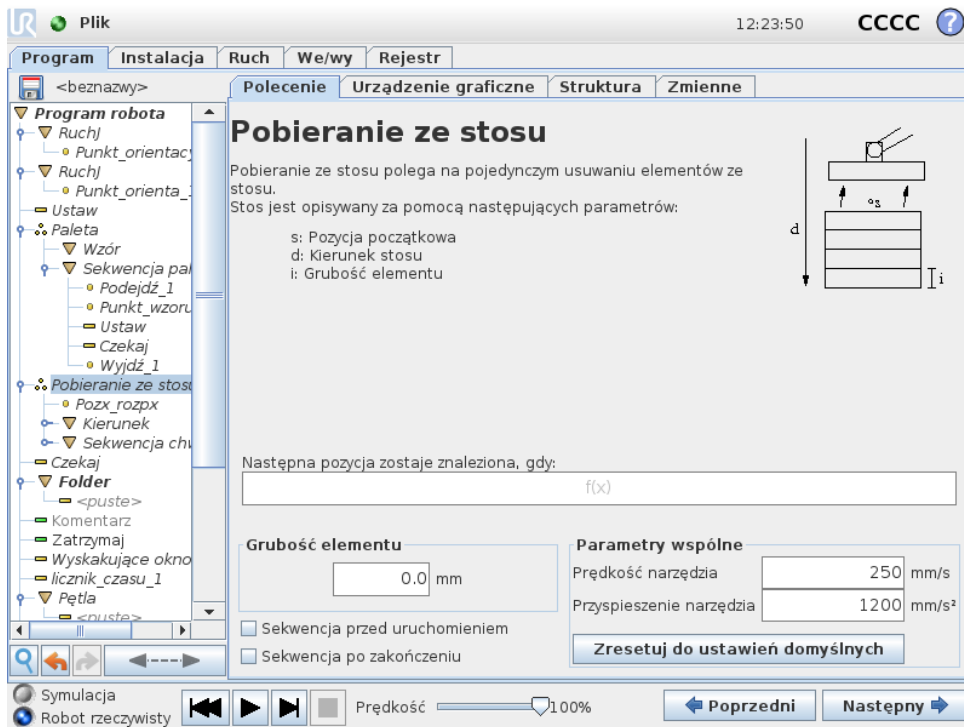 UR Plik 12:23:50 CCCC ?
Program Instalacja Ruch We/wy Rejestr
<beznazwy>
Polecenie Urządzenie graficzne Struktura Zmienne
Program robota
RuchJ
Punkt_orientacy
RuchJ
Punkt_orienta_1
Ustaw
Paleta
Wzór
Sekwencja pal
Podejdź_1
Punkt_wzoru
Ustaw
Czekaj
Wyjdź_1
Pobieranie ze stosu
Pozx_rozpx
Kierunek
Sekwencja chw
Czekaj
Folder
<puste>
Komentarz
Zatrzymaj
Wyskakujące okno
licznik_czasu_1
Pętla
<puste>
Pobieranie ze stosu
Pobieranie ze stosu polega na pojedynczym usuwaniu elementów ze
stosu.
Stos jest opisywany za pomocą następujących parametrów:
s: Pozycja początkowa
d: Kierunek stosu
i: Grubość elementu
s
d
i
Następna pozycja zostaje znaleziona, gdy:
f(x)
Grubość elementu
0.0 mm
Sekwencja przed uruchomieniem
Sekwencja po zakończeniu
Parametry wspólne
Prędkość narzędzia 250 mm/s
Przyspieszenie narzędzia 1200 mm/s²
Zresetuj do ustawień domyślnych
Symulacja
Robot rzeczywisty
Prędkość 100%
Poprzedni Następny